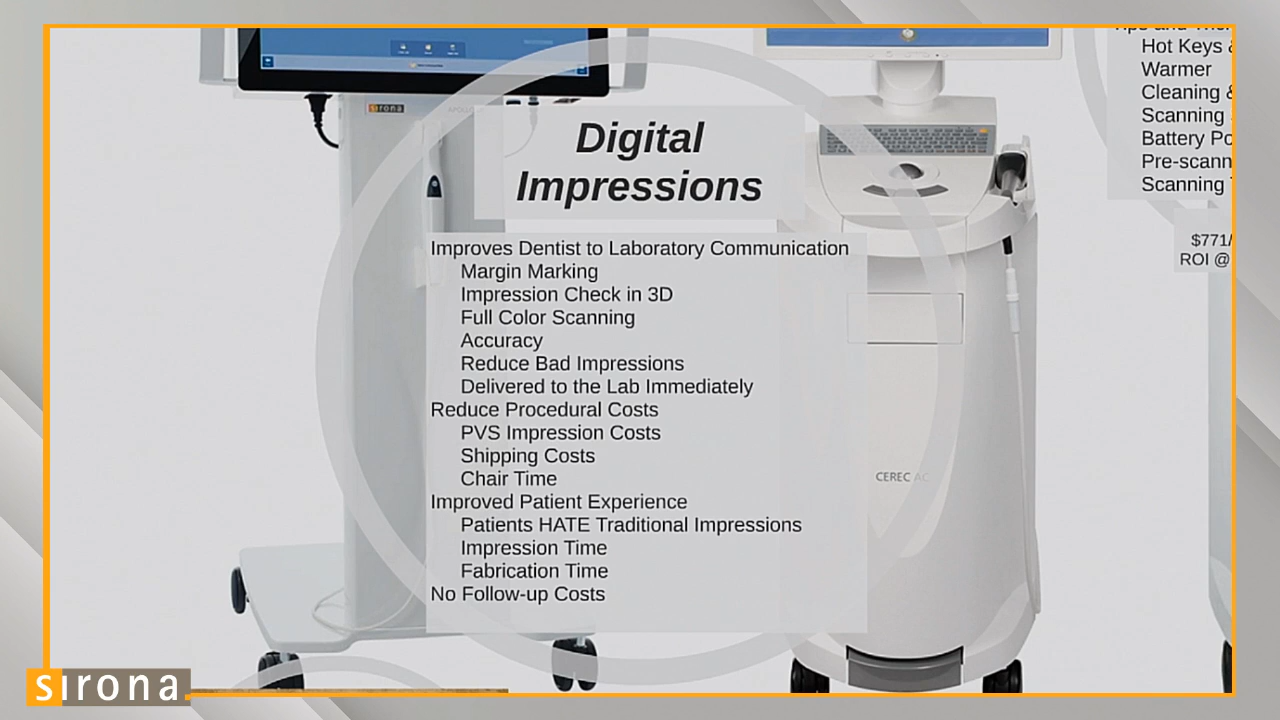 sirona
Digital
Impressions
Improves Dentist to Laboratory Communication
Margin Marking
Impression Check in 3D
Full Color Scanning
Accuracy
Reduce Bad Impressions
Delivered to the Lab Immediately
Reduce Procedural Costs
PVS Impression Costs
Shipping Costs
Chair Time
Improved Patient Experience
Patients HATE Traditional Impressions
Impression Time
Fabrication Time
No Follow-up Costs
CEREC AC
Hot Keys &
Warmer
Cleaning &
Scanning
Battery Po
Pre-scann
Scanning
$771/
ROI @
sirona.